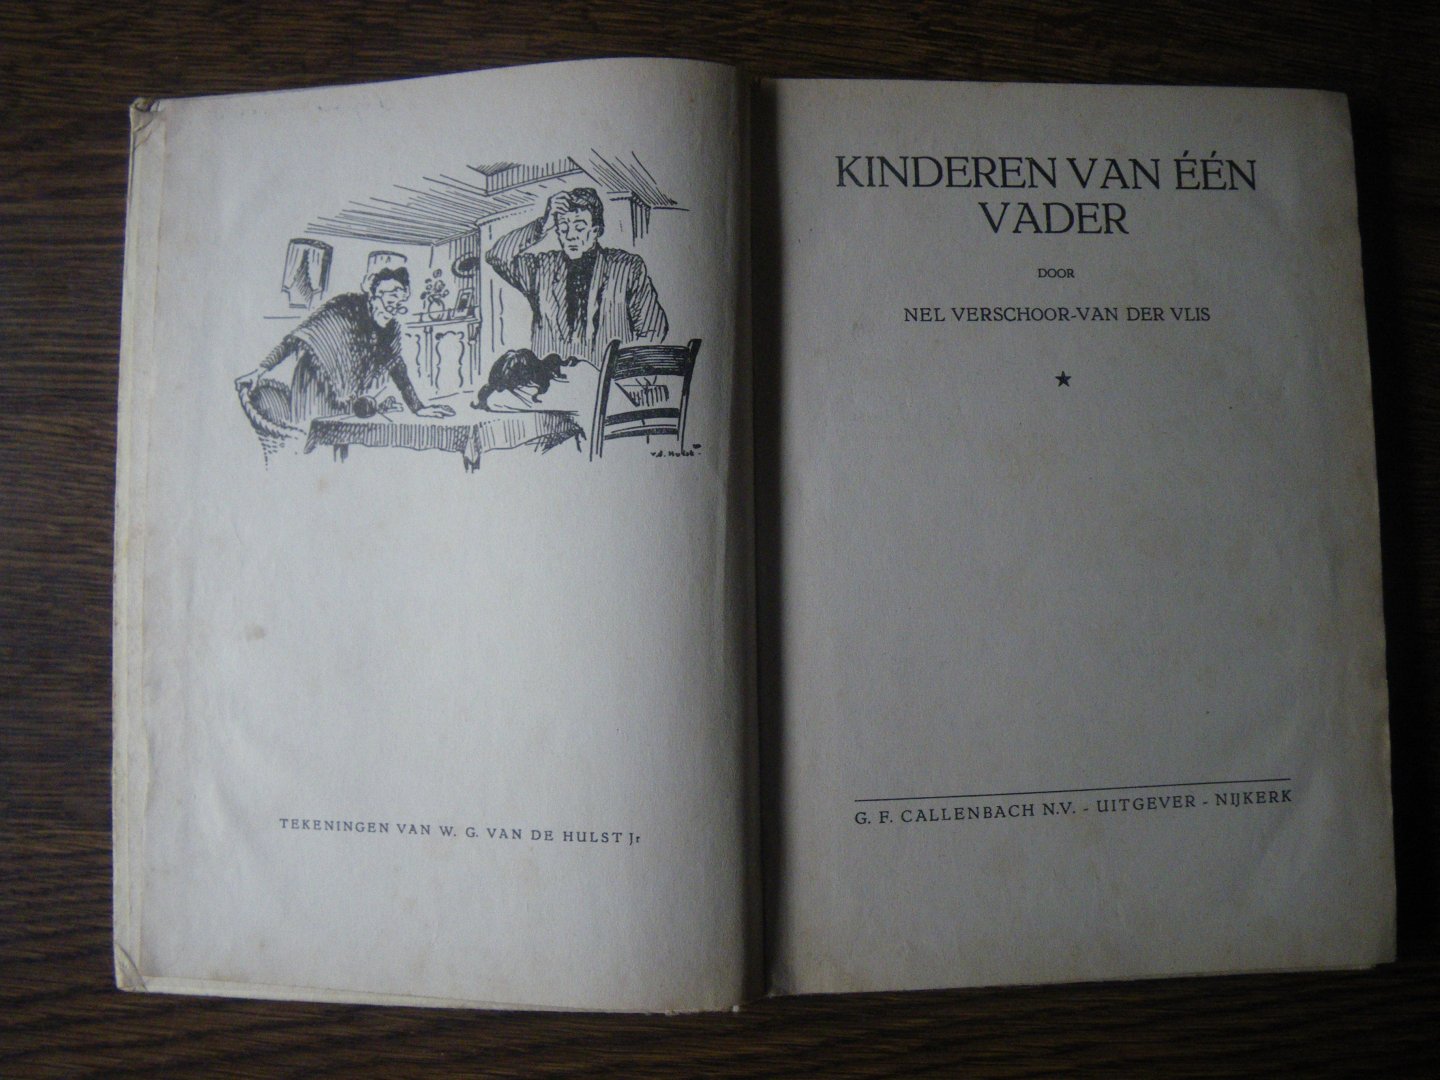 v.d. Hulst
TEKENINGEN VAN W. G. VAN DE HULST Jr
KINDEREN VAN ÉÉN
VADER
DOOR
NEL VERSCHOOR-VAN DER VLIS
G. F. CALLENBACH N.V. - UITGEVER - NIJKERK